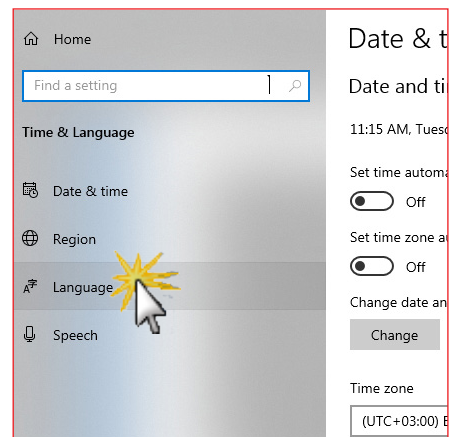 Home
Find a setting
Time & Language
Date & time
Region
Language
Speech
Date & t
Date and ti
11:15 AM, Tuesd
Set time automa
Off
Set time zone au
Off
Change date an
Change
Time zone
(UTC+03:00)